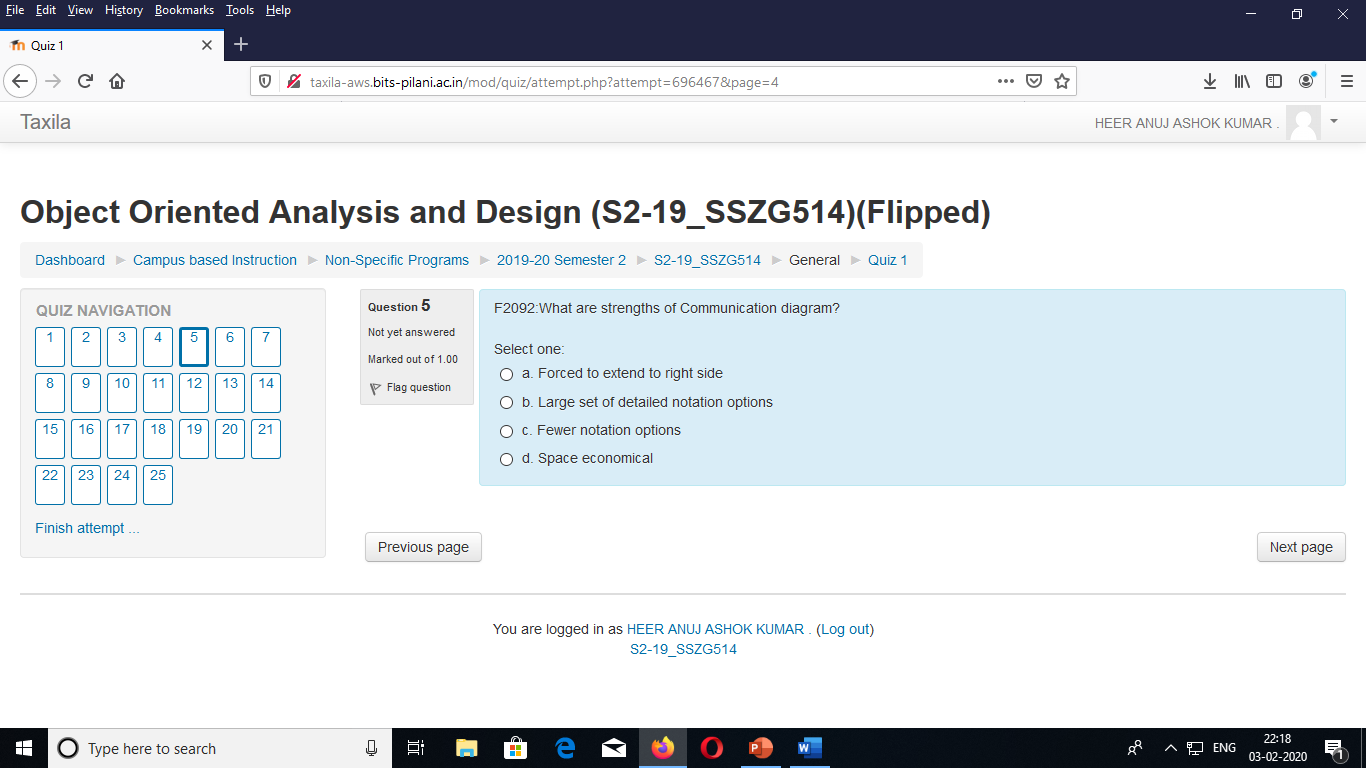 File Edit View History Bookmarks Tools Help
Quiz 1
taxila-aws.bits-pilani.ac.in/mod/quiz/attempt.php?attempt=696467&page=4
Taxila
HEER ANUJ ASHOK KUMAR .
Object Oriented Analysis and Design (S2-19_SSZG514)(Flipped)
Dashboard Campus based Instruction Non-Specific Programs 2019-20 Semester 2 S2-19_SSZG514 General Quiz 1
QUIZ NAVIGATION
1 2 3 4 5 6 7
8 9 10 11 12 13 14
15 16 17 18 19 20 21
22 23 24 25
Finish attempt ...
Question 5
Not yet answered
Marked out of 1.00
Flag question
F2092:What are strengths of Communication diagram?
Select one:
a. Forced to extend to right side
b. Large set of detailed notation options
c. Fewer notation options
d. Space economical
Previous page
Next page
You are logged in as HEER ANUJ ASHOK KUMAR . (Log out)
S2-19_SSZG514
Type here to search
ENG
22:18
03-02-2020
1